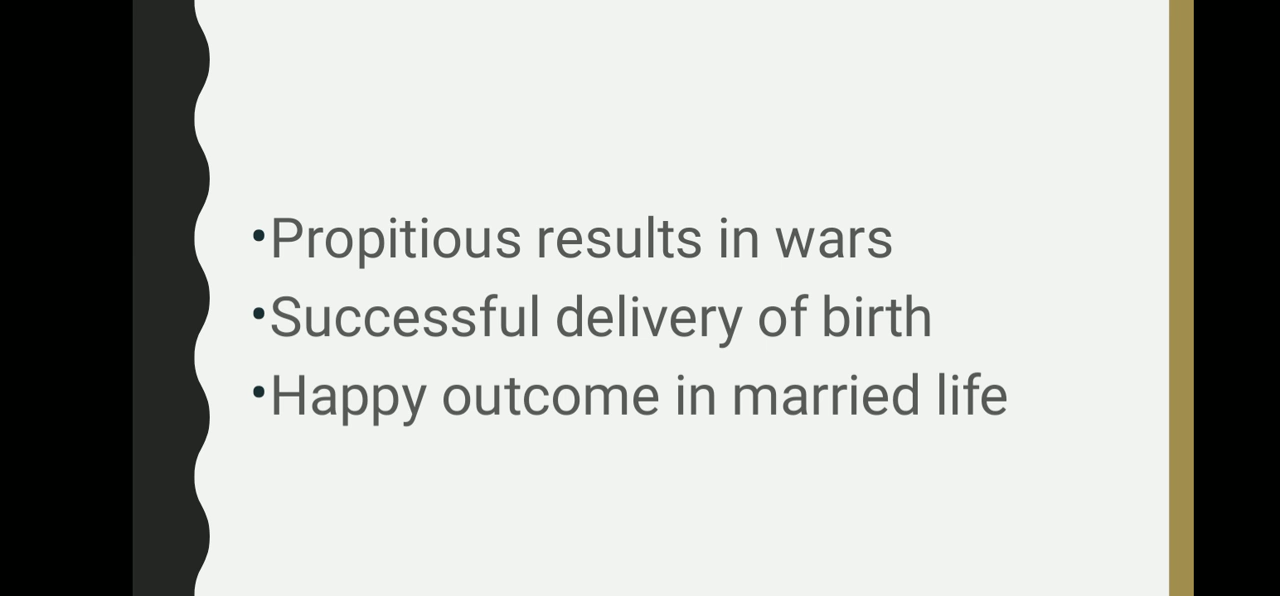 •Propitious results in wars
•Successful delivery of birth
•Happy outcome in married life